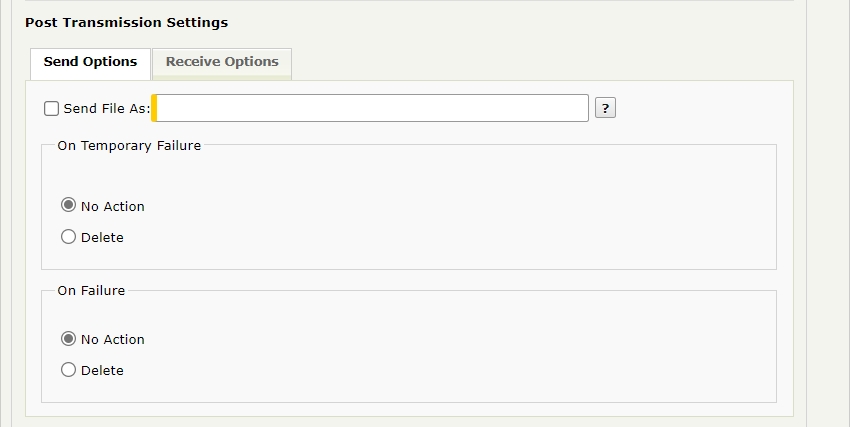 Post Transmission Settings
Send Options
Receive Options
Send File As:
?
On Temporary Failure
No Action
Delete
On Failure
No Action
Delete